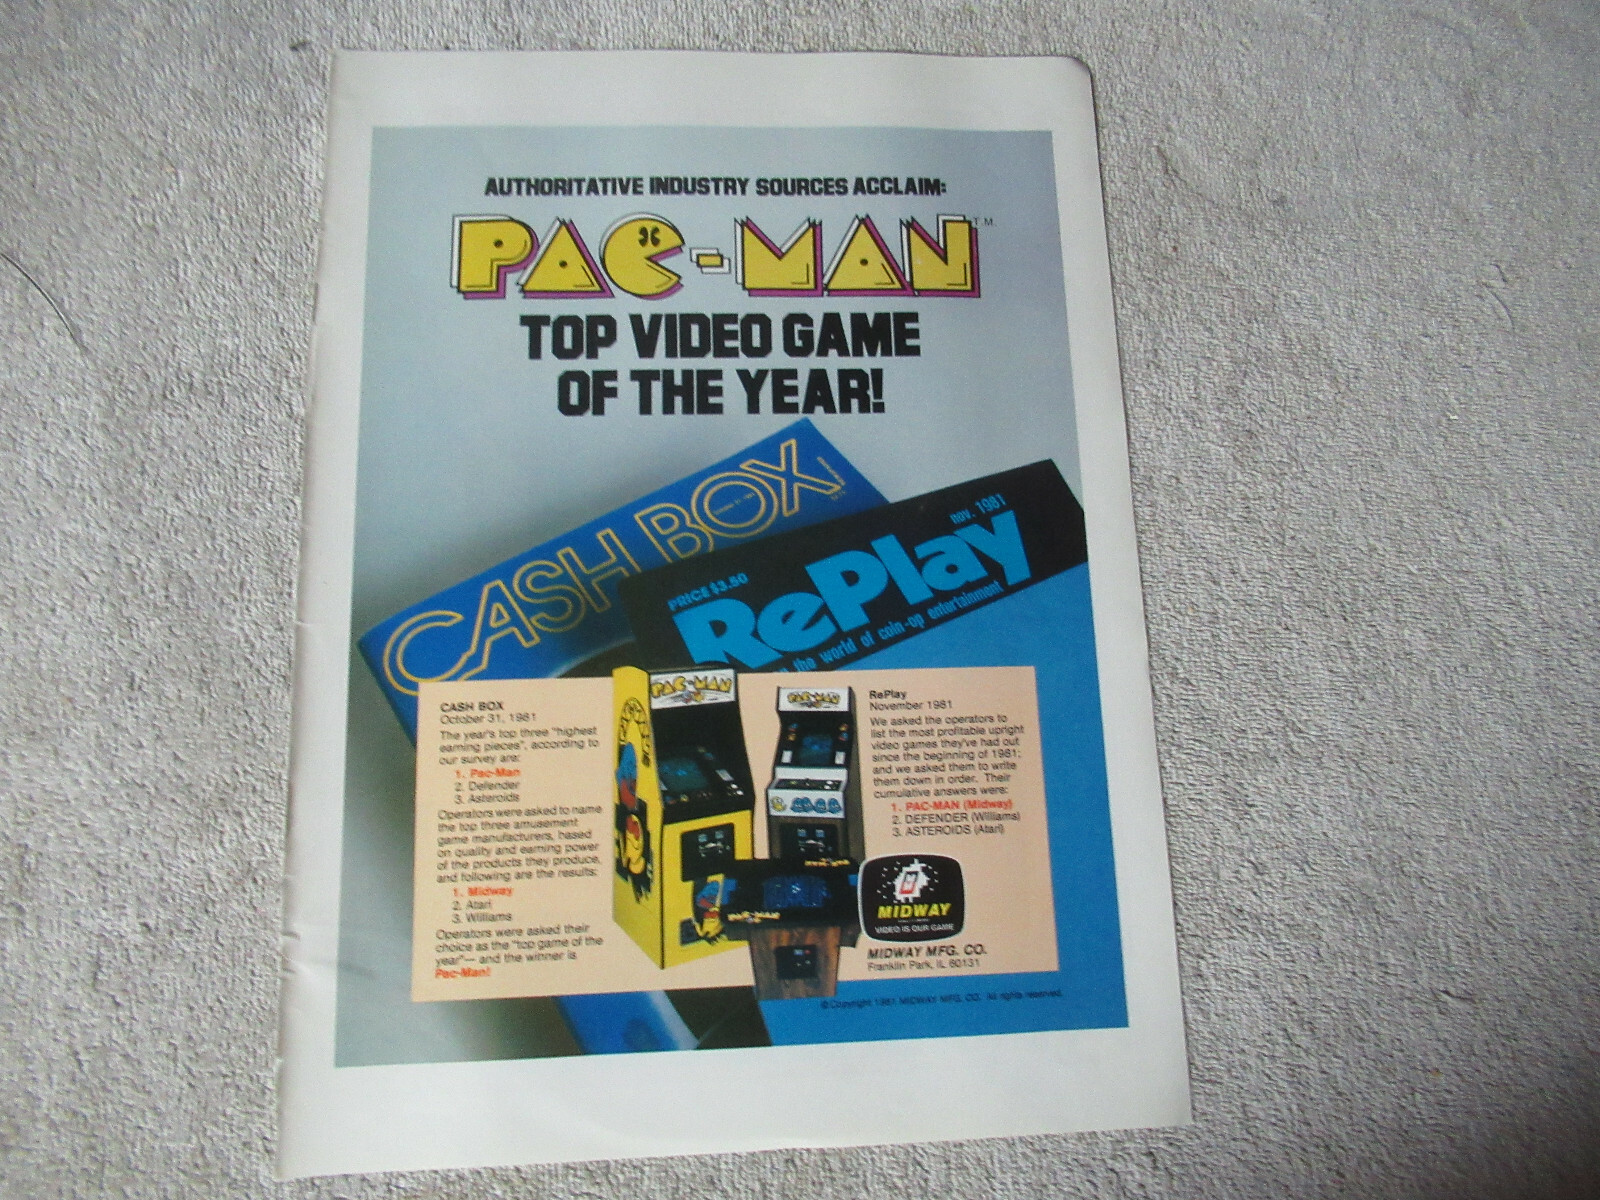 AUTHORITATIVE INDUSTRY SOURCES ACCLAIM:
PAC-MAN T.M.
TOP VIDEO GAME
OF THE YEAR!
CASH BOX
nov. 1981
PRICE $3.50
RePlay
the world of coin-op entertainment
CASH BOX
October 31, 1981
The year's top three "highest
earning pieces", according to
our survey are:
1. Pac-Man
2. Defender
3. Asteroids
Operators were asked to name
the top three amusement
game manufacturers, based
on quality and earning power
of the products they produce,
and following are the results:
1. Midway
2. Atari
3. Williams
Operators were asked their
choice as the "top game of the
year"— and the winner is
Pac-Man!
PAC-MAN
PAC-MAN
PAC-MAN
RePlay
November 1981
We asked the operators to
list the most profitable upright
video games they've had out
since the beginning of 1981;
and we asked them to write
them down in order. Their
cumulative answers were:
1. PAC-MAN (Midway)
2. DEFENDER (Williams)
3. ASTEROIDS (Atari)
MIDWAY
VIDEO IS OUR GAME
MIDWAY MFG. CO.
Franklin Park, IL 60131
© Copyright 1981 MIDWAY MFG. CO. All rights reserved.